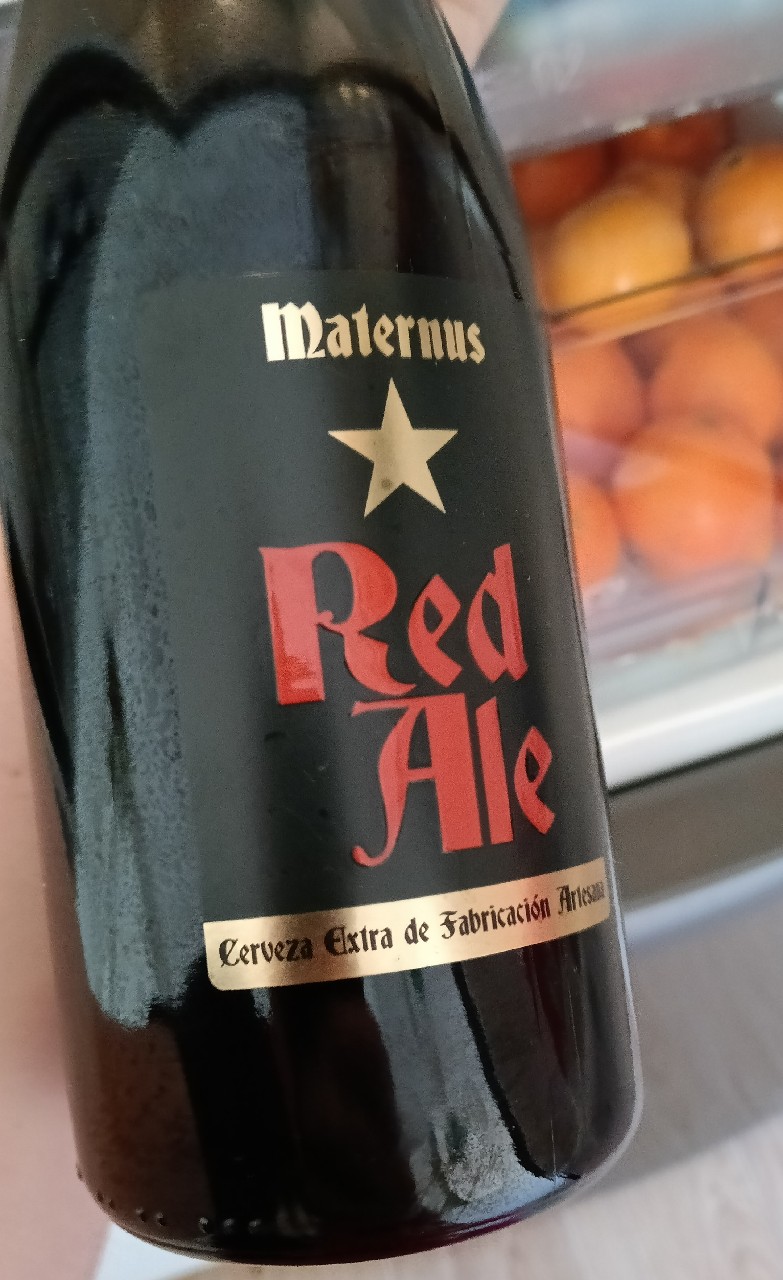 Maternus
Red
Ale
Cerveza Extra de Fabricación Artesana